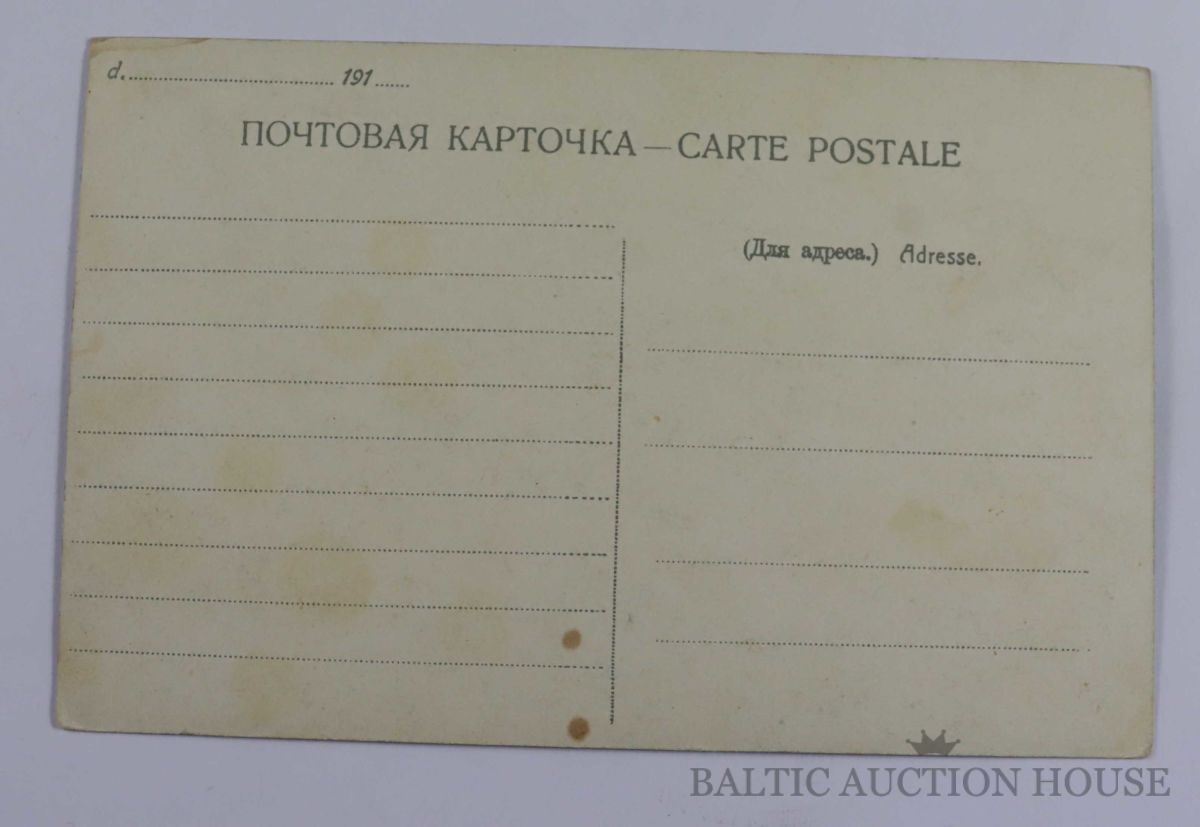 d. ........ 191 ......
ПОЧТОВАЯ КАРТОЧКА — CARTE POSTALE
(Для адреса.) Adresse.
BALTIC AUCTION HOUSE